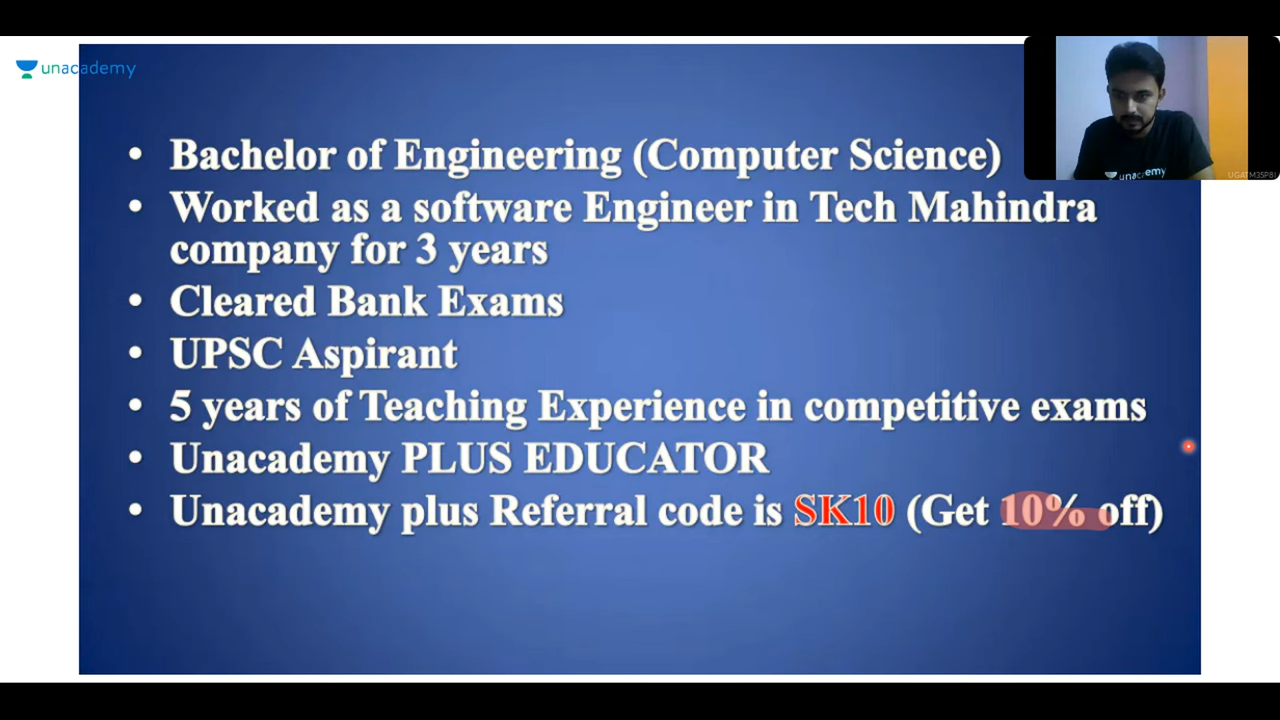 unacademy
• Bachelor of Engineering (Computer Science)
• Worked as a software Engineer in Tech Mahindra
company for 3 years
• Cleared Bank Exams
• UPSC Aspirant
• 5 years of Teaching Experience in competitive exams
• Unacademy PLUS EDUCATOR
• Unacademy plus Referral code is SK10 (Get 10% off)
unacademy